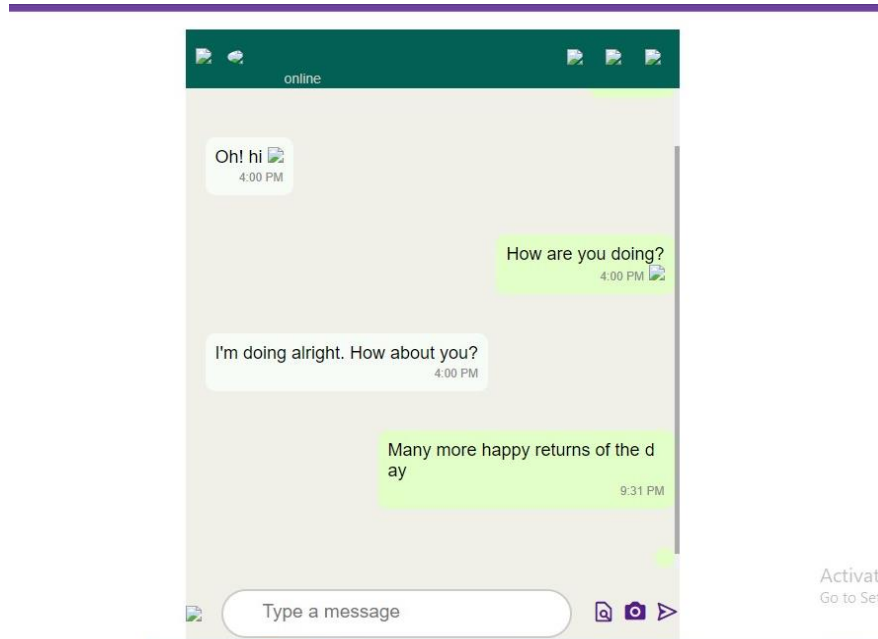 online
Oh! hi
4:00 PM
How are you doing?
4:00 PM
I'm doing alright. How about you?
4:00 PM
Many more happy returns of the d
ay
9:31 PM
Type a message
Activat
Go to Set